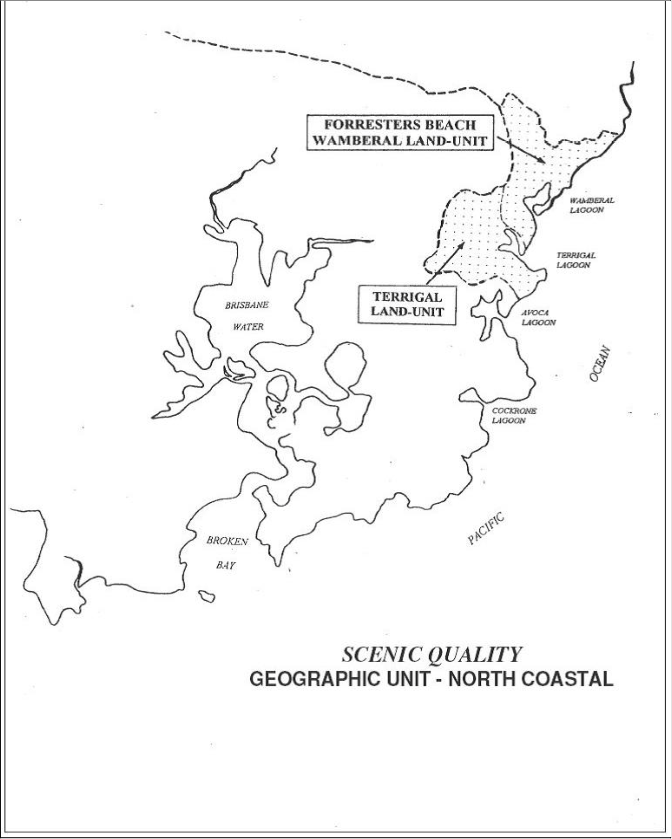 FORRESTERS BEACH
WAMBERAL LAND-UNIT
WAMBERAL
LAGOON
TERRIGAL
LAGOON
TERRIGAL
LAND-UNIT
BRISBANE
WATER
AVOCA
LAGOON
OCEAN
COCKRONE
LAGOON
PACIFIC
BROKEN
BAY
SCENIC QUALITY
GEOGRAPHIC UNIT - NORTH COASTAL